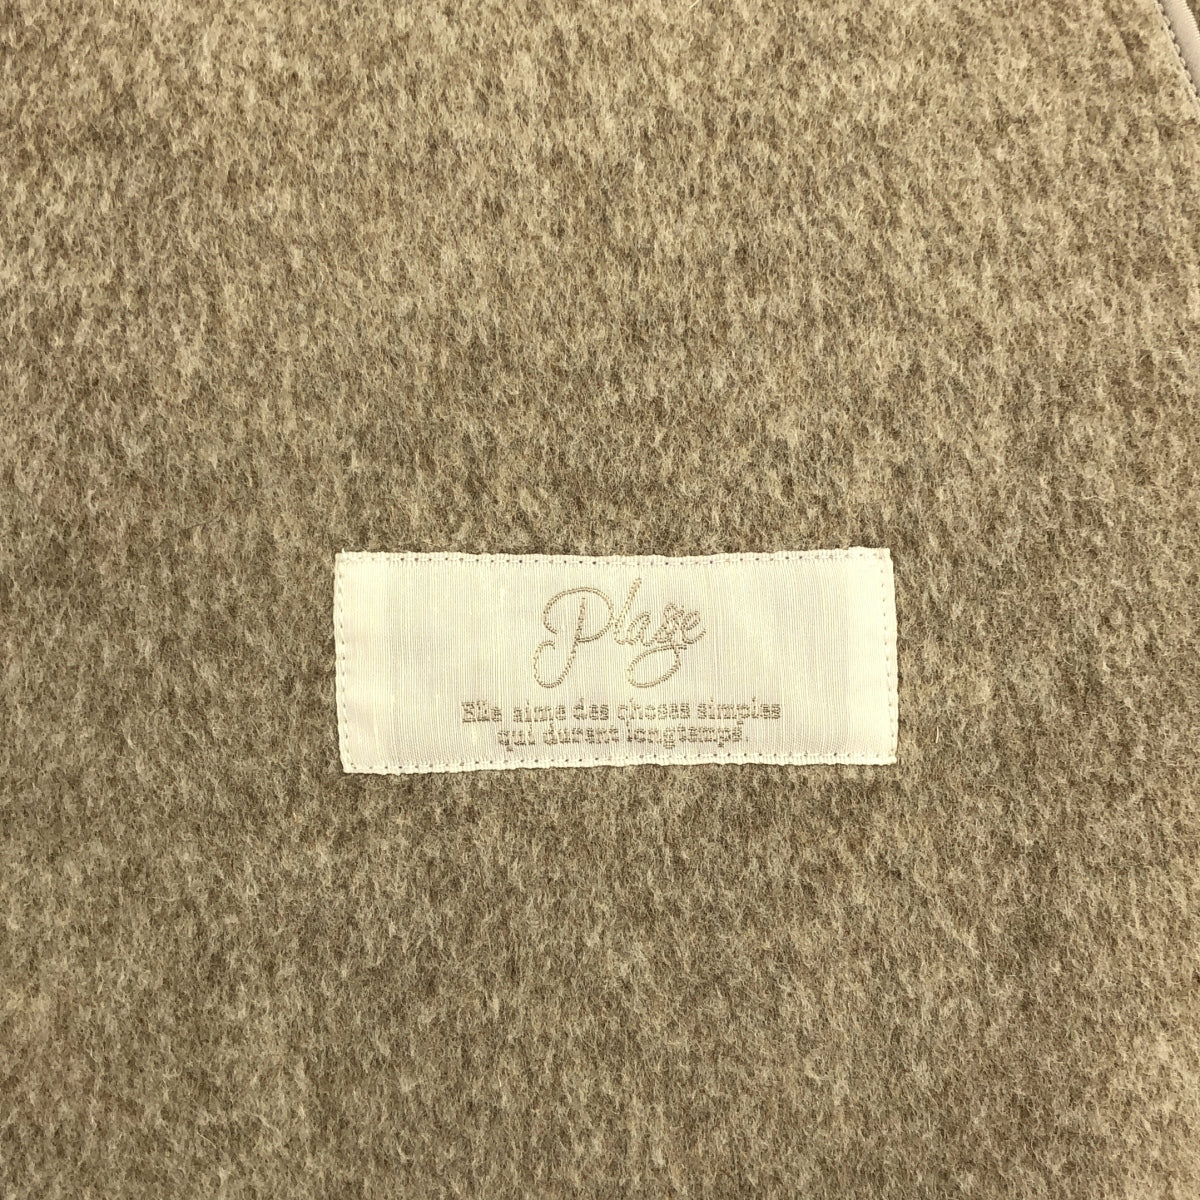 Plage
Elle aime des choses simples
qui durent longtemps.